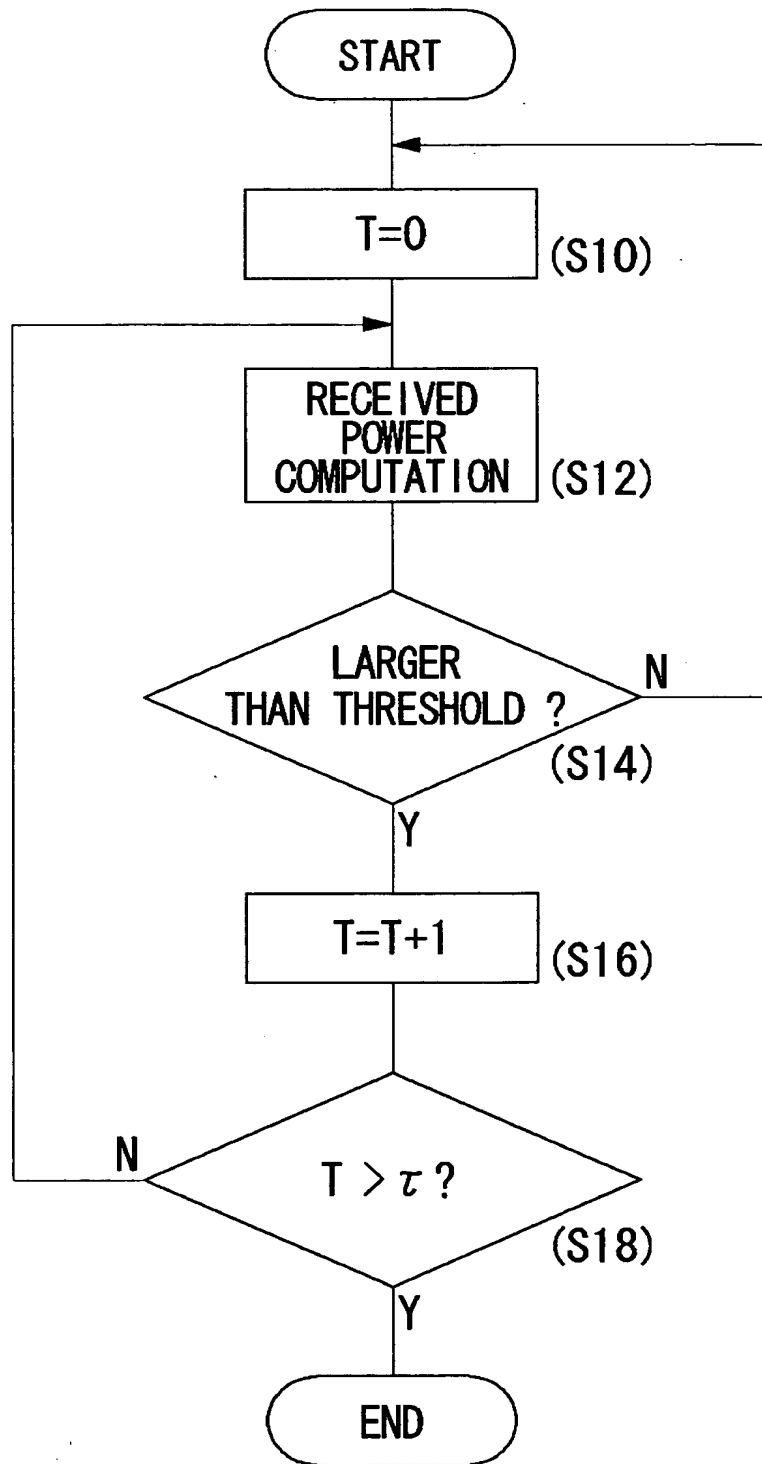 START
T=0
(S10)
RECEIVED
POWER
COMPUTATION
(S12)
LARGER
THAN THRESHOLD ?
N
(S14)
Y
T=T+1
(S16)
N
T > τ ?
(S18)
Y
END